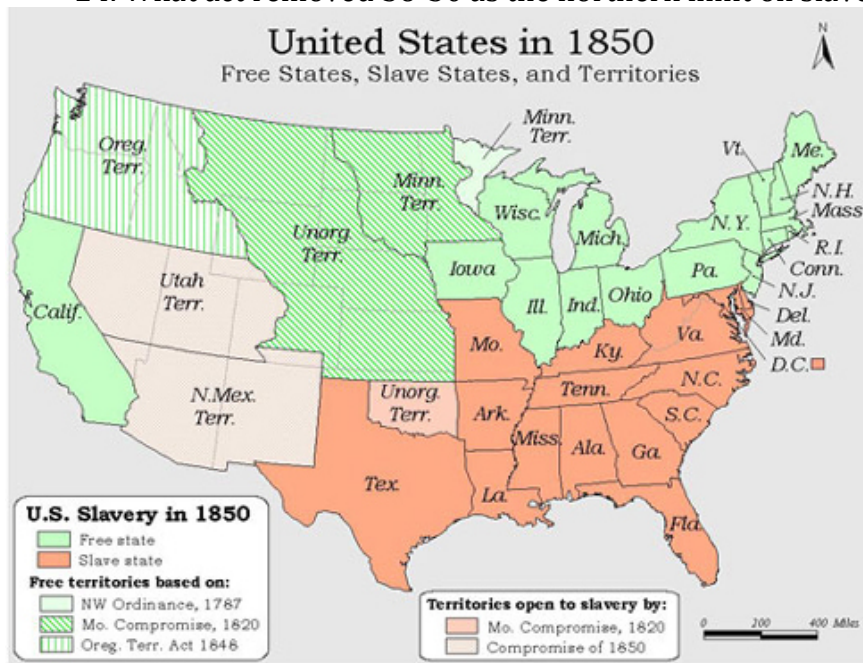 United States in 1850
Free States, Slave States, and Territories
N
Minn.
Terr.
Oreg.
Terr.
Vt.
Me.
Minn.
Terr.
N.H.
Mass
Wisc.
N.Y.
Unorg
Terr.
Mich.
R.I.
Conn.
Iowa
Pa.
N.J.
Utah
Terr.
Ill.
Ind.
Ohio
Del.
Calif.
Md.
Mo.
Va.
D.C.
Ky.
N.Mex.
Terr.
Unorg.
Terr.
Tenn.
N.C.
Ark.
S.C.
Miss.
Ala.
Ga.
Tex.
La.
Fla.
U.S. Slavery in 1850
Free state
Slave state
Free territories based on:
NW Ordinance, 1787
Mo. Compromise, 1820
Oreg. Terr. Act 1848
Territories open to slavery by:
Mo. Compromise, 1820
Compromise of 1850
0 200 400 Miles